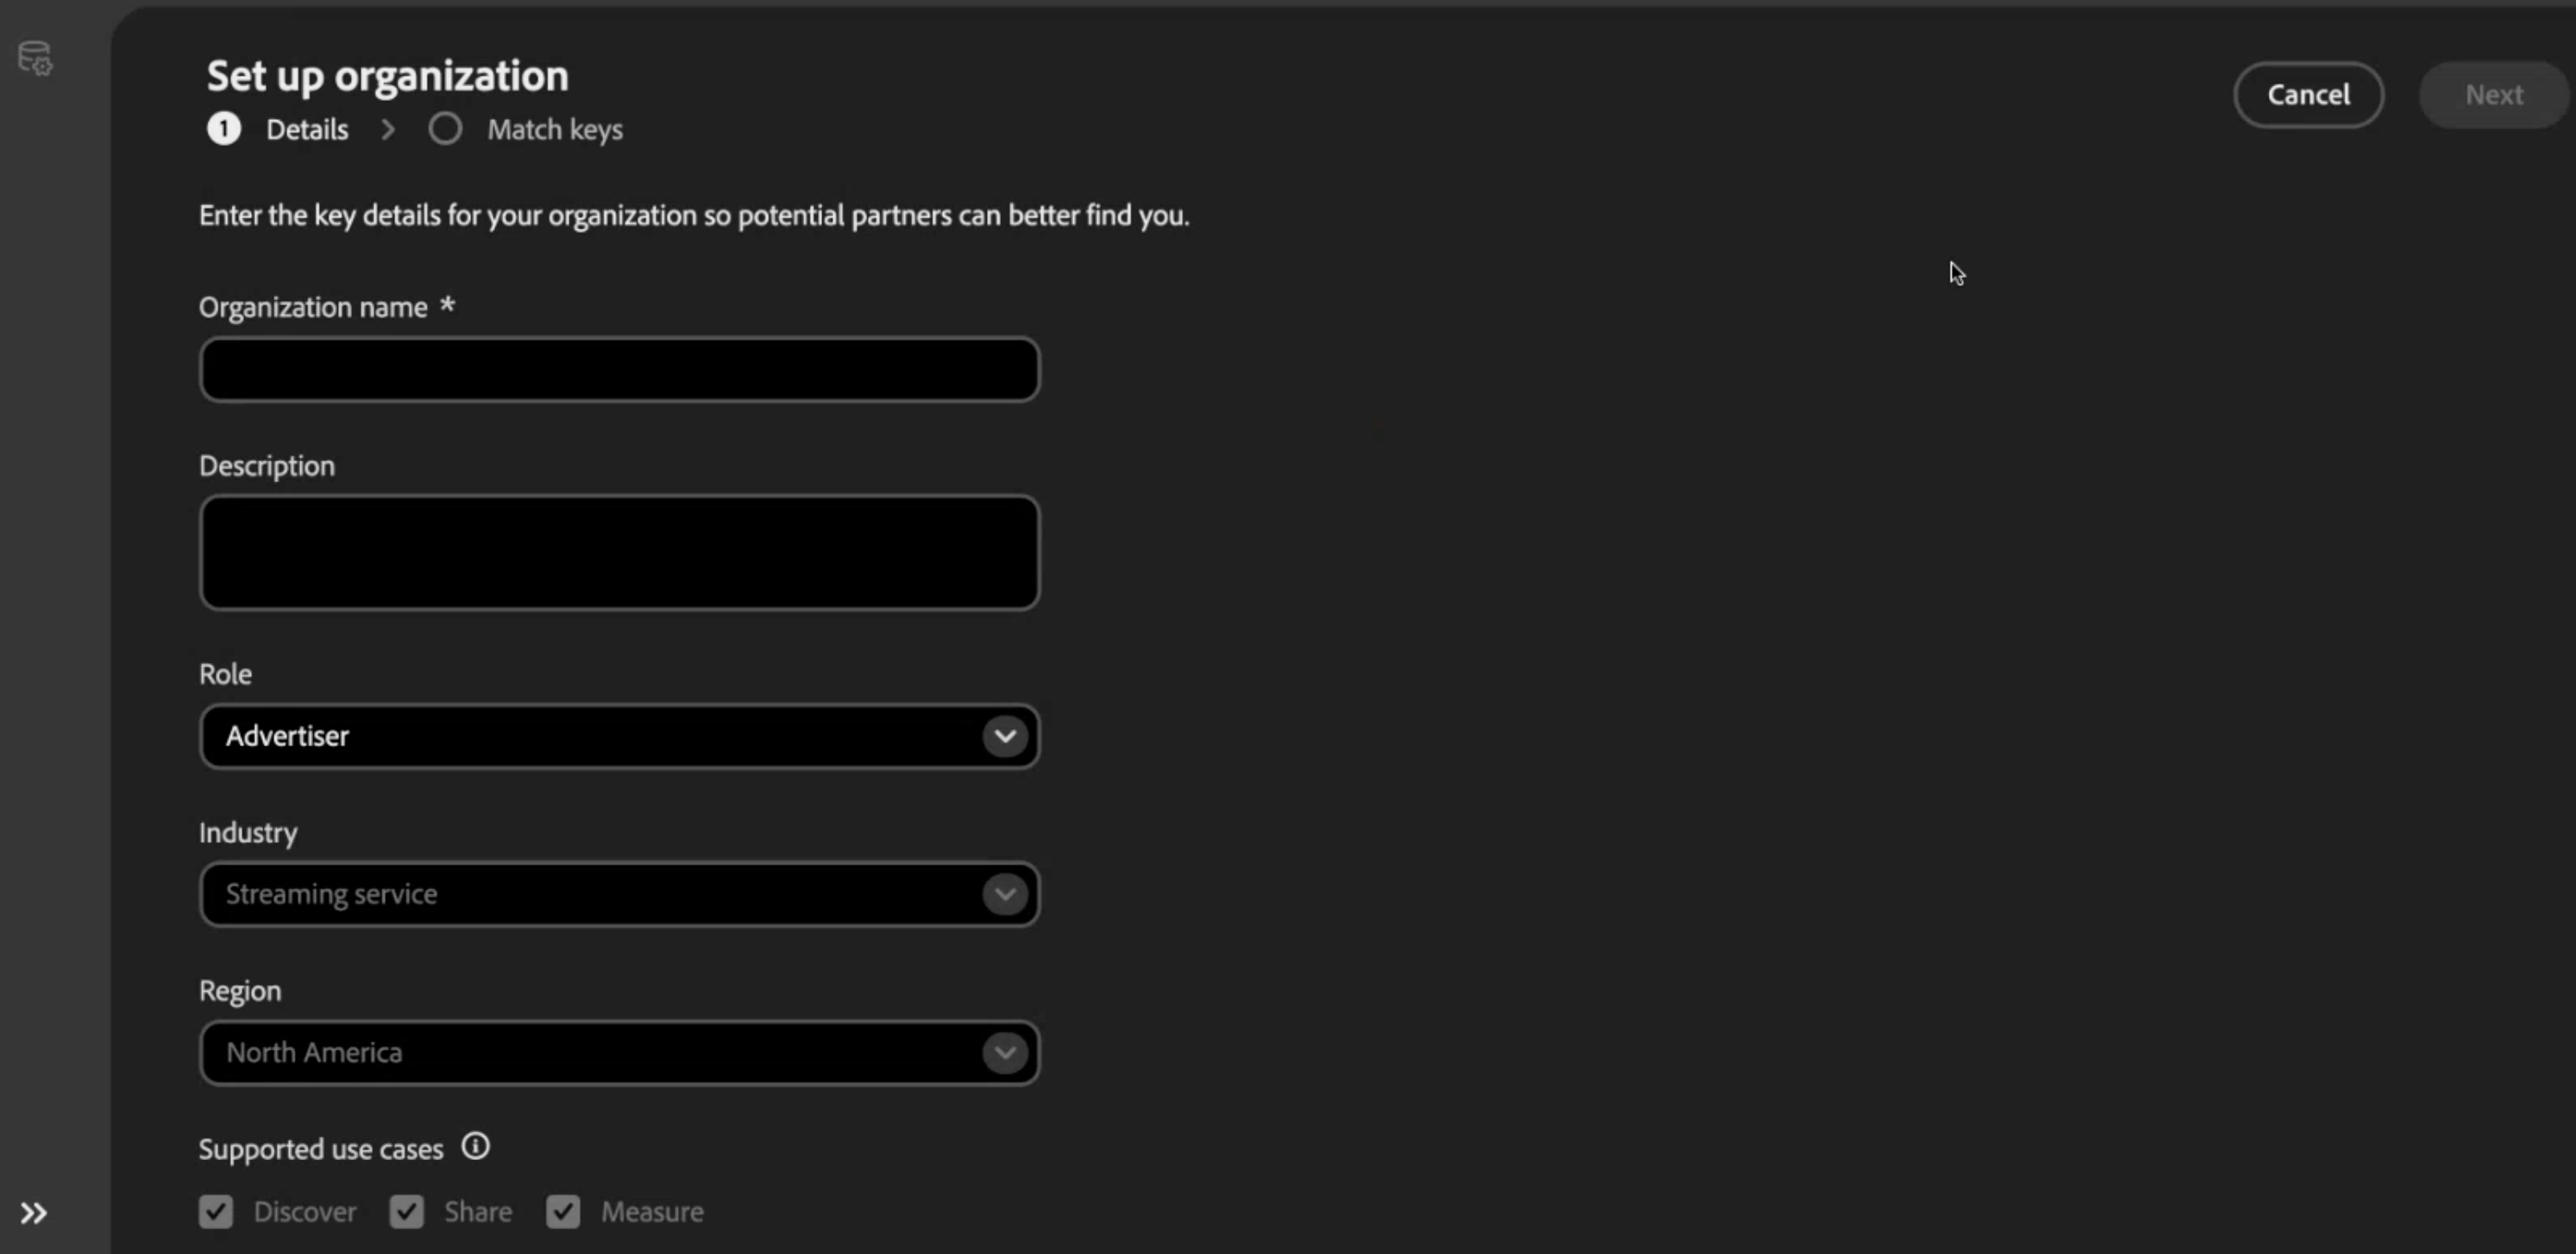 Set up organization
Cancel
Next
1 Details > Match keys
Enter the key details for your organization so potential partners can better find you.
Organization name *
Description
Role
Advertiser
Industry
Streaming service
Region
North America
Supported use cases
Discover Share Measure